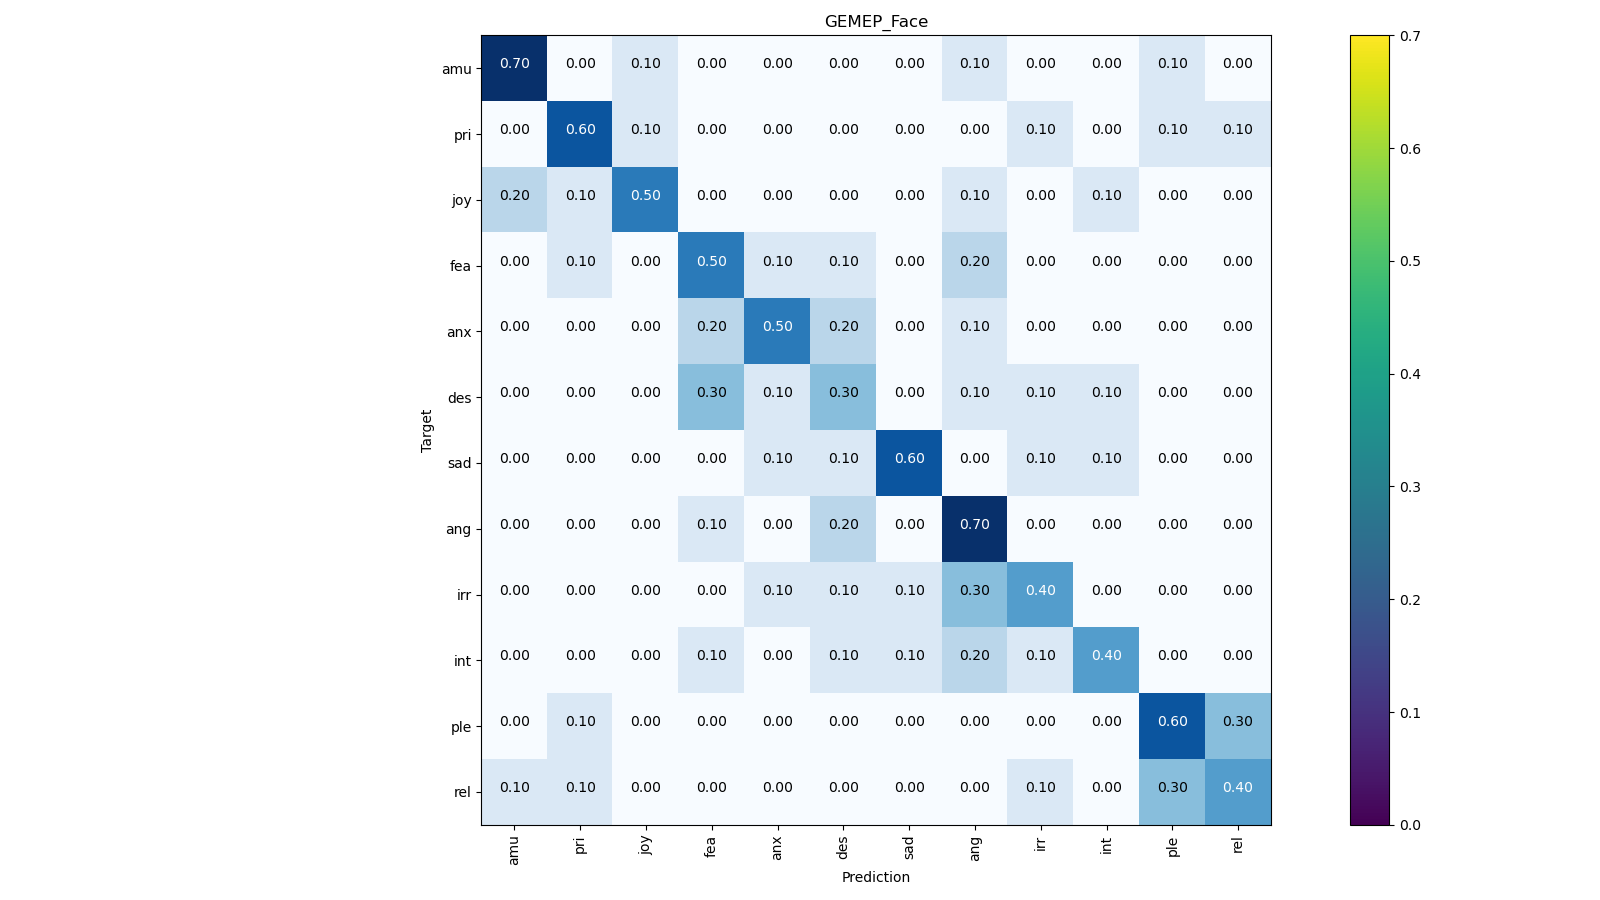 GEMEP_Face
amu 0.70 0.00 0.10 0.00 0.00 0.00 0.00 0.10 0.00 0.00 0.10 0.00
pri 0.00 0.60 0.10 0.00 0.00 0.00 0.00 0.00 0.10 0.00 0.10 0.10
joy 0.20 0.10 0.50 0.00 0.00 0.00 0.00 0.10 0.00 0.10 0.00 0.00
fea 0.00 0.10 0.00 0.50 0.10 0.10 0.00 0.20 0.00 0.00 0.00 0.00
anx 0.00 0.00 0.00 0.20 0.50 0.20 0.00 0.10 0.00 0.00 0.00 0.00
des 0.00 0.00 0.00 0.30 0.10 0.30 0.00 0.10 0.10 0.10 0.00 0.00
sad 0.00 0.00 0.00 0.00 0.10 0.10 0.60 0.00 0.10 0.10 0.00 0.00
ang 0.00 0.00 0.00 0.10 0.00 0.20 0.00 0.70 0.00 0.00 0.00 0.00
irr 0.00 0.00 0.00 0.00 0.10 0.10 0.10 0.30 0.40 0.00 0.00 0.00
int 0.00 0.00 0.00 0.10 0.00 0.10 0.10 0.20 0.10 0.40 0.00 0.00
ple 0.00 0.10 0.00 0.00 0.00 0.00 0.00 0.00 0.00 0.00 0.60 0.30
rel 0.10 0.10 0.00 0.00 0.00 0.00 0.00 0.00 0.10 0.00 0.30 0.40
amu pri joy fea anx des sad ang irr int ple rel
Prediction
Target
0.7
0.6
0.5
0.4
0.3
0.2
0.1
0.0